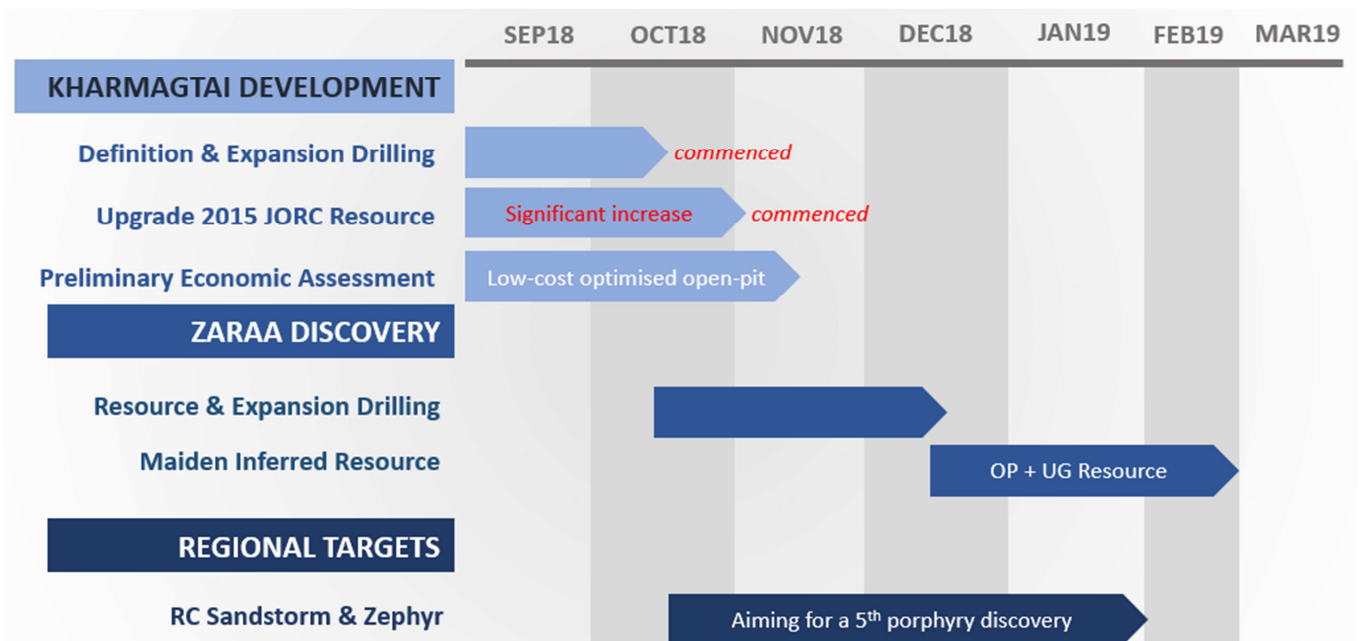 SEP18 OCT18 NOV18 DEC18 JAN19 FEB19 MAR19
KHARMAGTAI DEVELOPMENT
Definition & Expansion Drilling commenced
Upgrade 2015 JORC Resource Significant increase commenced
Preliminary Economic Assessment Low-cost optimised open-pit
ZARAA DISCOVERY
Resource & Expansion Drilling
Maiden Inferred Resource OP + UG Resource
REGIONAL TARGETS
RC Sandstorm & Zephyr Aiming for a 5th porphyry discovery